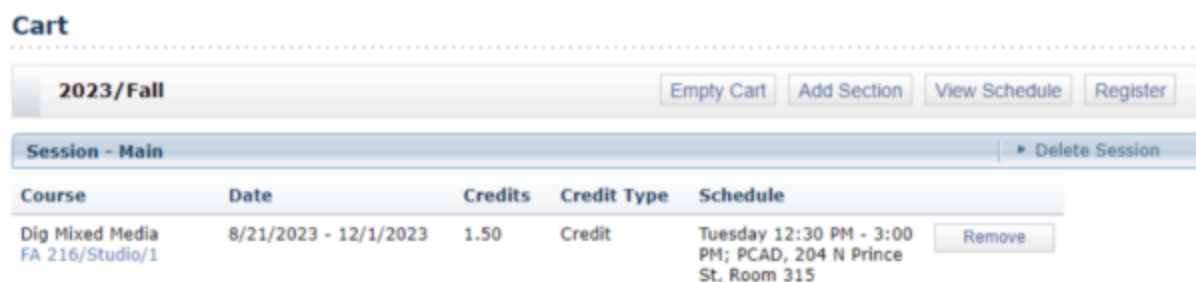 Cart
2023/Fall
Empty Cart
Add Section
View Schedule
Register
Session - Main
Delete Session
Course Date Credits Credit Type Schedule
Dig Mixed Media 8/21/2023 - 12/1/2023 1.50 Credit Tuesday 12:30 PM - 3:00 Remove
FA 216/Studio/1 PM; PCAD, 204 N Prince
St, Room 315